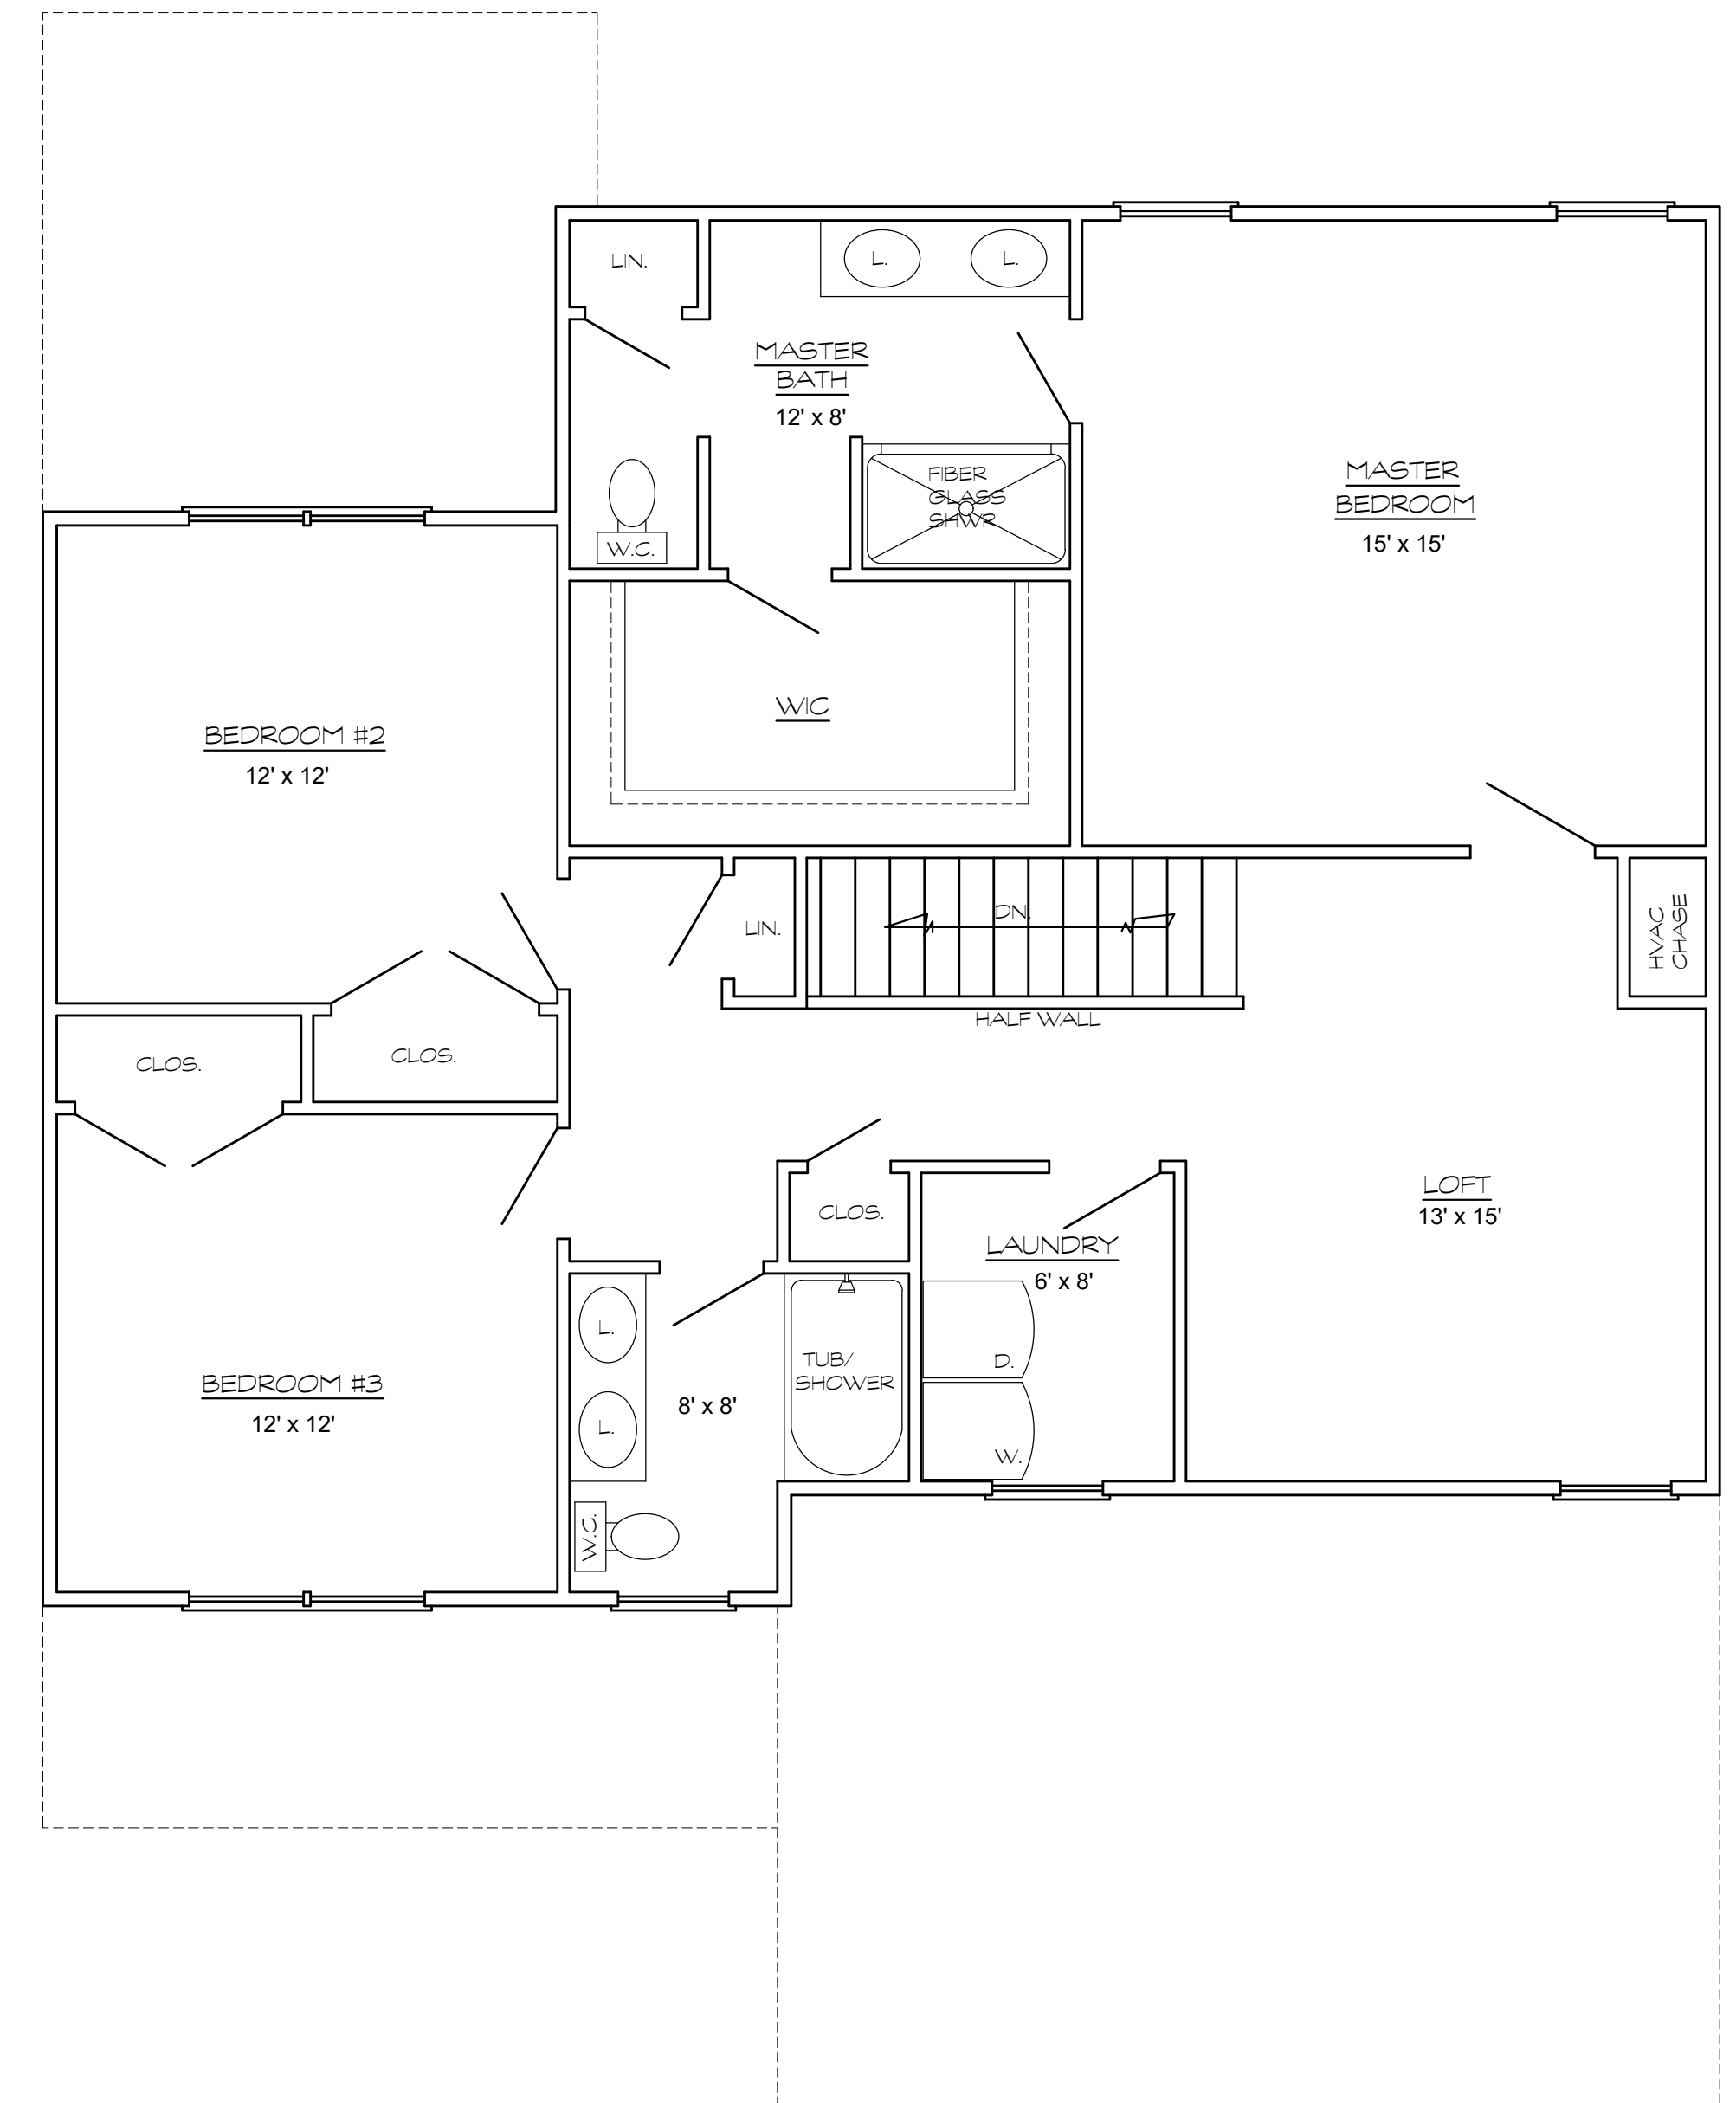 LIN.
L.
L.
MASTER
BATH
12' x 8'
FIBER
GLASS
SHWR
W.C.
MASTER
BEDROOM
15' x 15'
WIC
BEDROOM #2
12' x 12'
LIN.
DN.
HVAC
CHASE
HALF WALL
CLOS.
CLOS.
CLOS.
LAUNDRY
6' x 8'
LOFT
13' x 15'
L.
L.
TUB/
SHOWER
8' x 8'
D.
W.
BEDROOM #3
12' x 12'
W.C.